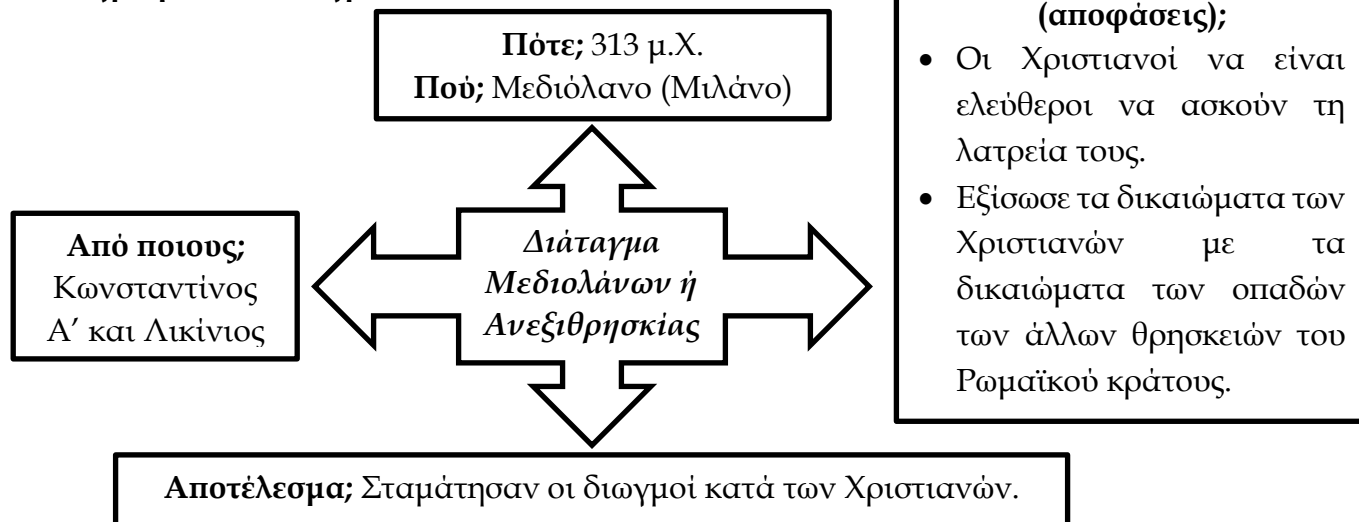 Πότε; 313 μ.Χ.
Πού; Μεδιόλανο (Μιλάνο)
Από ποιους;
Κωνσταντίνος
Α’ και Λικίνιος
Διάταγμα
Μεδιολάνων ή
Ανεξιθρησκίας
(αποφάσεις);
• Οι Χριστιανοί να είναι
ελεύθεροι να ασκούν τη
λατρεία τους.
• Εξίσωσε τα δικαιώματα των
Χριστιανών με τα
δικαιώματα των οπαδών
των άλλων θρησκειών του
Ρωμαϊκού κράτους.
Αποτέλεσμα; Σταμάτησαν οι διωγμοί κατά των Χριστιανών.